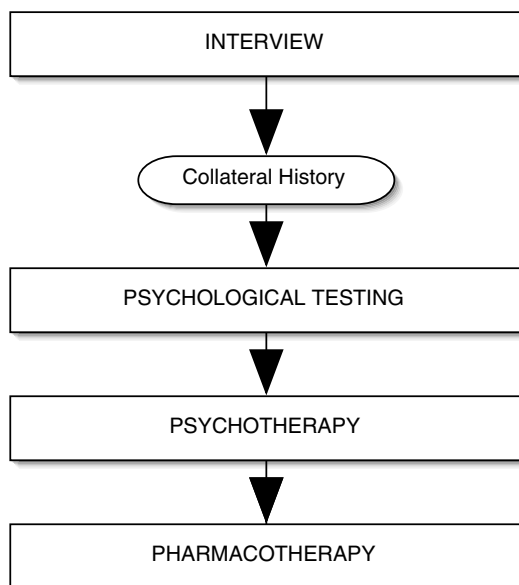 INTERVIEW
Collateral History
PSYCHOLOGICAL TESTING
PSYCHOTHERAPY
PHARMACOTHERAPY